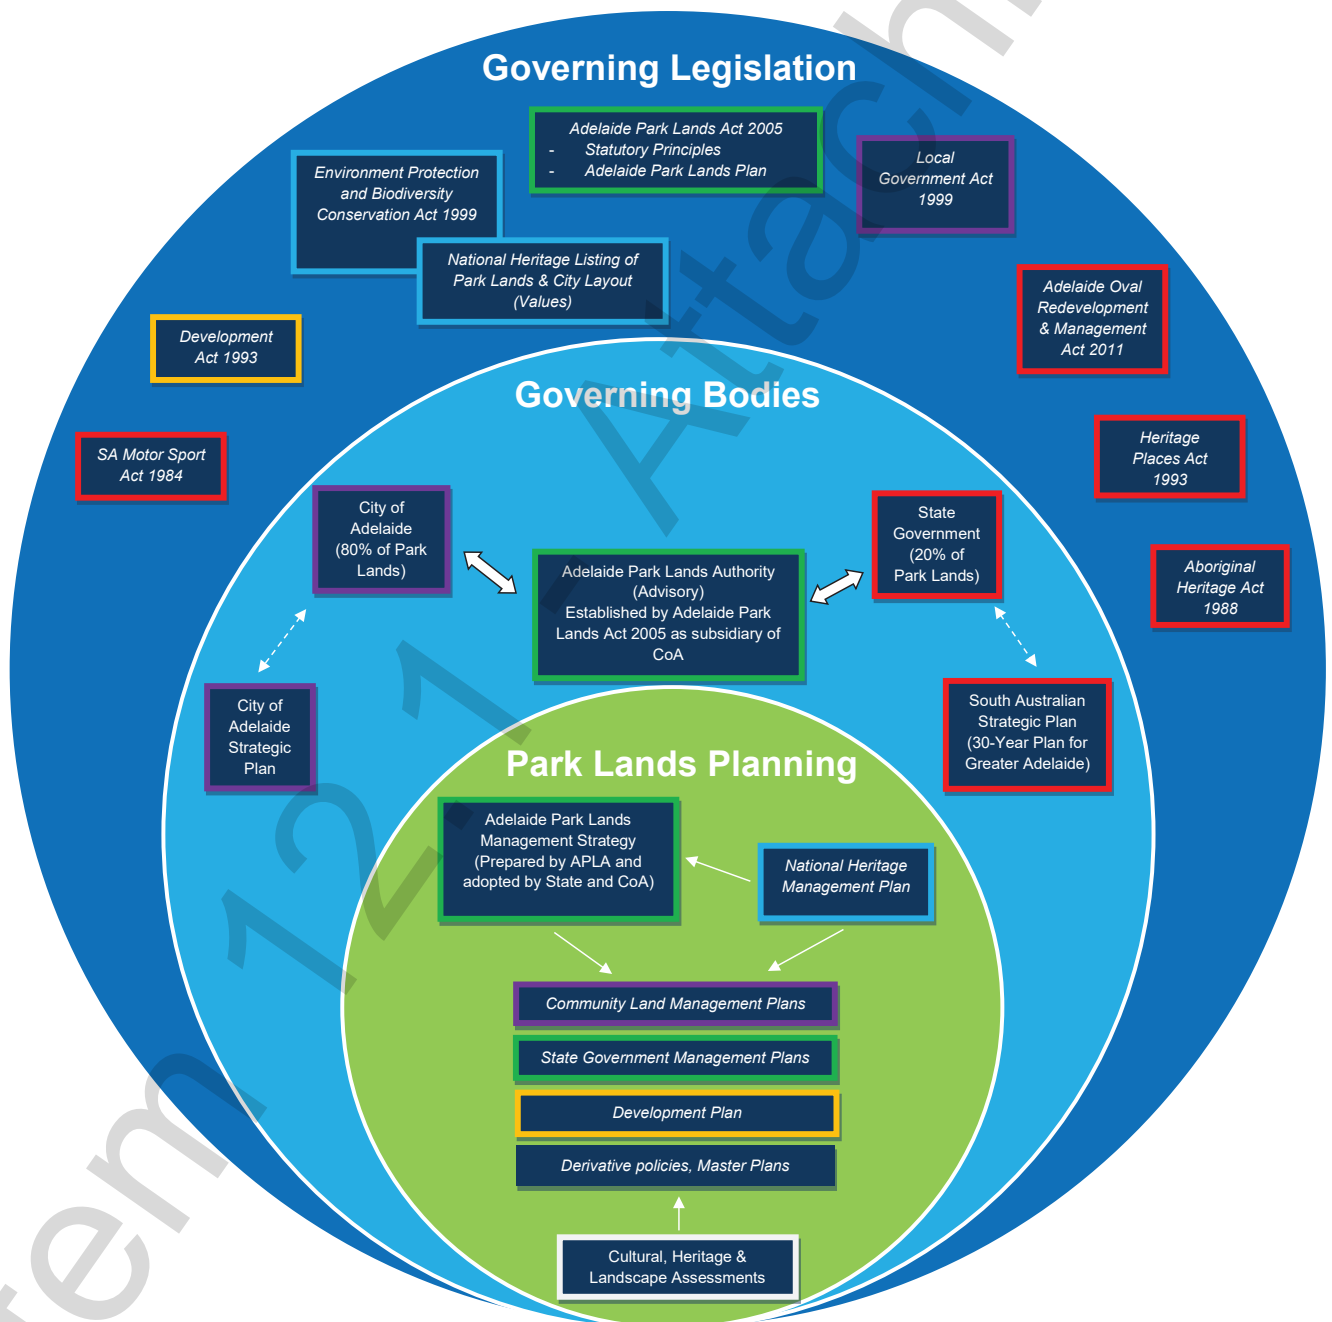 Governing Legislation
Adelaide Park Lands Act 2005
- Statutory Principles
- Adelaide Park Lands Plan
Environment Protection
and Biodiversity
Conservation Act 1999
National Heritage Listing of
Park Lands & City Layout
(Values)
Local
Government Act
1999
Adelaide Oval
Redevelopment
& Management
Act 2011
Development
Act 1993
SA Motor Sport
Act 1984
Heritage
Places Act
1993
Aboriginal
Heritage Act
1988
Governing Bodies
City of
Adelaide
(80% of Park
Lands)
Adelaide Park Lands Authority
(Advisory)
Established by Adelaide Park
Lands Act 2005 as subsidiary of
CoA
State
Government
(20% of
Park Lands)
City of
Adelaide
Strategic
Plan
South Australian
Strategic Plan
(30-Year Plan for
Greater Adelaide)
Park Lands Planning
Adelaide Park Lands
Management Strategy
(Prepared by APLA and
adopted by State and CoA)
National Heritage
Management Plan
Community Land Management Plans
State Government Management Plans
Development Plan
Derivative policies, Master Plans
Cultural, Heritage &
Landscape Assessments
12.1 -